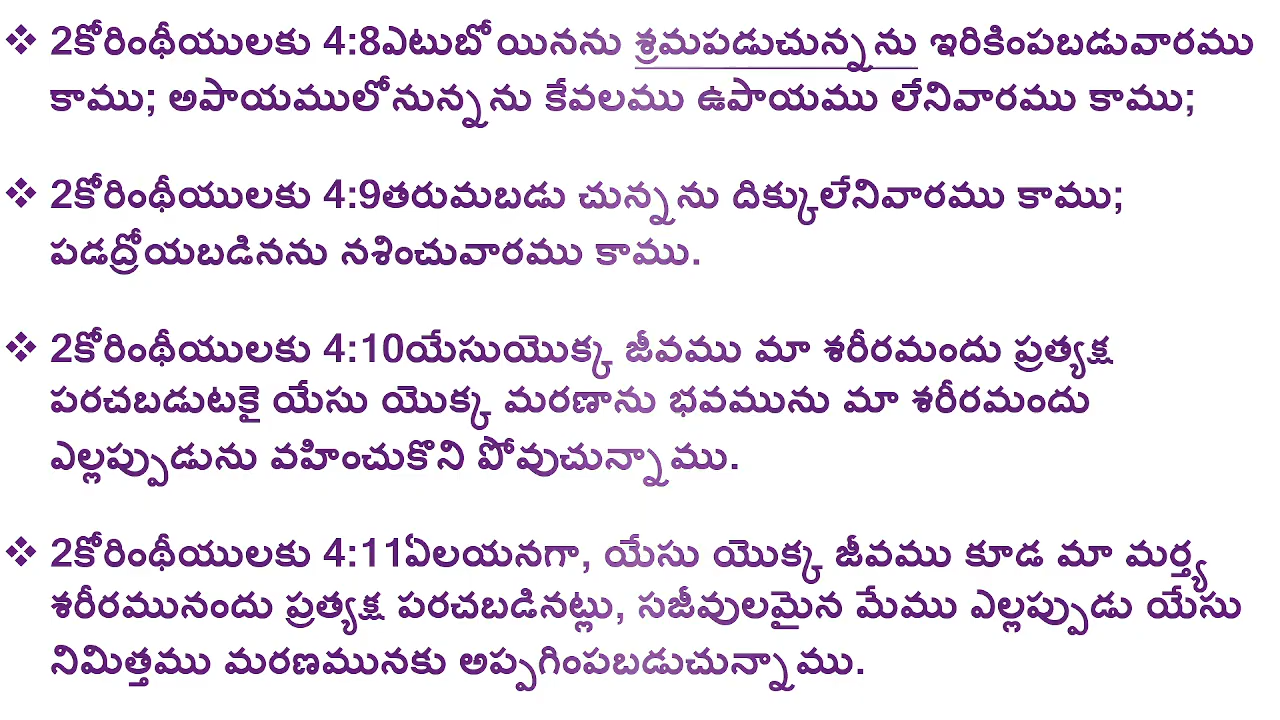 ❖ 2కోరింథీయులకు 4:8ఎటుబోయినను శ్రమపడుచున్నను ఇరికింపబడువారము
కాము; అపాయములోనున్నను కేవలము ఉపాయము లేనివారము కాము;
❖ 2కోరింథీయులకు 4:9తరుమబడు చున్నను దిక్కులేనివారము కాము;
పడద్రోయబడినను నశించువారము కాము.
❖ 2కోరింథీయులకు 4:10యేసుయొక్క జీవము మా శరీరమందు ప్రత్యక్ష
పరచబడుటకై యేసు యొక్క మరణాను భవమును మా శరీరమందు
ఎల్లప్పుడును వహించుకొని పోవుచున్నాము.
❖ 2కోరింథీయులకు 4:11ఏలయనగా, యేసు యొక్క జీవము కూడ మా మర్త్య
శరీరమునందు ప్రత్యక్ష పరచబడినట్లు, సజీవులమైన మేము ఎల్లప్పుడు యేసు
నిమిత్తము మరణమునకు అప్పగింపబడుచున్నాము.